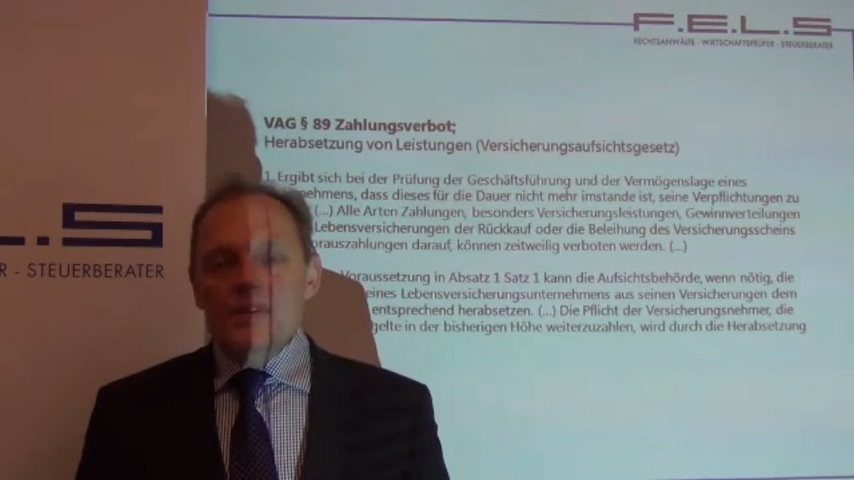 F.E.L.S
RECHTSANWÄLTE - WIRTSCHAFTSPRÜFER - STEUERBERATER
VAG § 89 Zahlungsverbot;
Herabsetzung von Leistungen (Versicherungsaufsichtsgesetz)
1. Ergibt sich bei der Prüfung der Geschäftsführung und der Vermögenslage eines
nehmens, dass dieses für die Dauer nicht mehr imstande ist, seine Verpflichtungen zu
(...) Alle Arten Zahlungen, besonders Versicherungsleistungen, Gewinnverteilungen
Lebensversicherungen der Rückkauf oder die Beleihung des Versicherungsscheins
orauszahlungen darauf, können zeitweilig verboten werden. (...)
Voraussetzung in Absatz 1 Satz 1 kann die Aufsichtsbehörde, wenn nötig, die
eines Lebensversicherungsunternehmens aus seinen Versicherungen dem
entsprechend herabsetzen. (...) Die Pflicht der Versicherungsnehmer, die
gelte in der bisherigen Höhe weiterzuzahlen, wird durch die Herabsetzung
L.S
R - STEUERBERATER